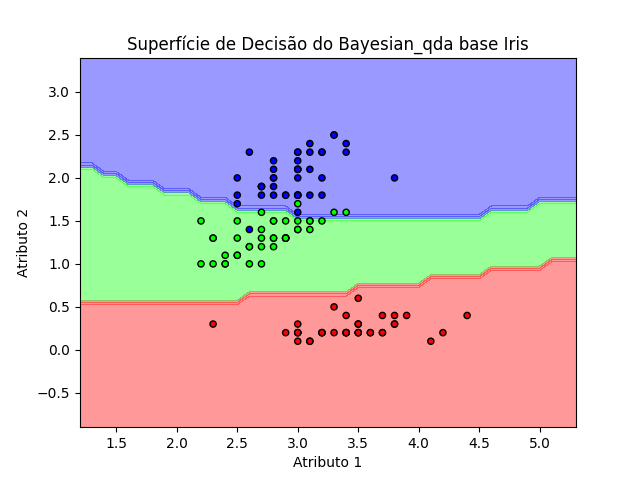 Superfície de Decisão do Bayesian_qda base Iris
3.0
2.5
2.0
1.5
1.0
0.5
0.0
−0.5
Atributo 2
1.5 2.0 2.5 3.0 3.5 4.0 4.5 5.0
Atributo 1